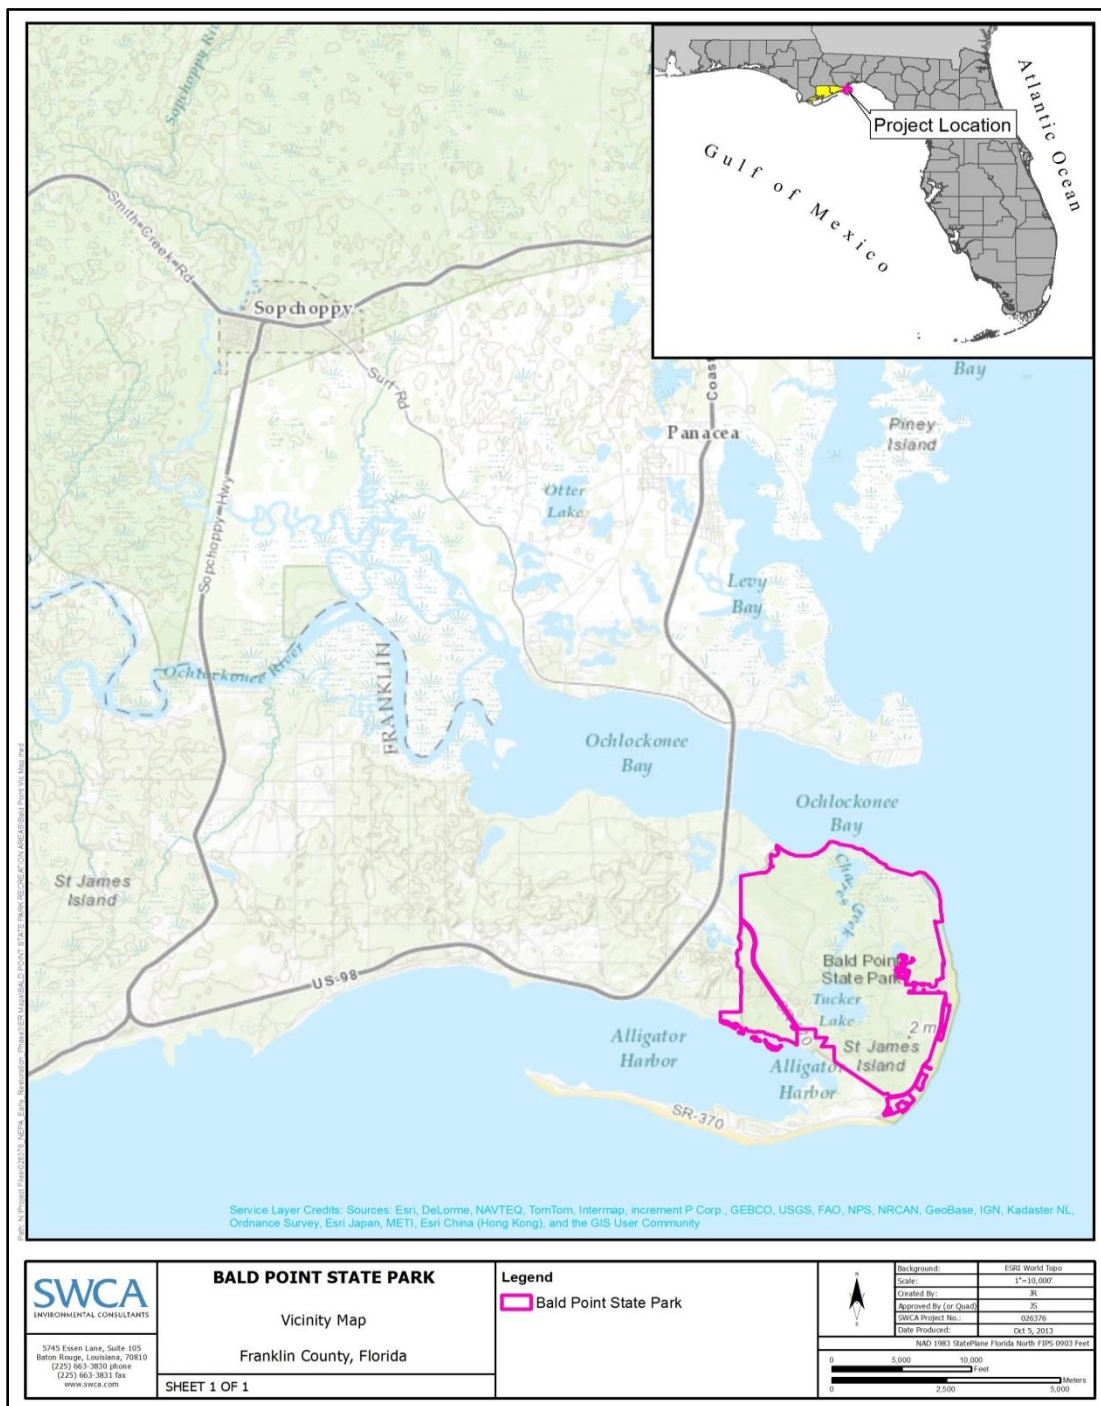 Sopchoppy River
Smith Creek Rd
Sopchoppy
Surf Rd
Sopchoppy Hwy
Coast
Panacea
Bay
Piney
Island
Otter
Lake
Levy
Bay
Ochlockonee River
FRANKLIN
Ochlockonee
Bay
Ochlockonee
Bay
St James
Island
US-98
Alligator
Harbor
Chaires Creek
Bald Point
State Park
Tucker
Lake
2 m
St James
Island
Alligator
Harbor
SR-370
Atlantic Ocean
Project Location
Gulf of Mexico
Service Layer Credits: Sources: Esri, DeLorme, NAVTEQ, TomTom, Intermap, increment P Corp., GEBCO, USGS, FAO, NPS, NRCAN, GeoBase, IGN, Kadaster NL,
Ordnance Survey, Esri Japan, METI, Esri China (Hong Kong), and the GIS User Community
SWCA
ENVIRONMENTAL CONSULTANTS
5745 Essen Lane, Suite 105
Baton Rouge, Louisiana, 70810
(225) 663-3830 phone
(225) 663-3831 fax
www.swca.com
BALD POINT STATE PARK
Vicinity Map
Franklin County, Florida
SHEET 1 OF 1
Legend
Bald Point State Park
N
S
Background: ESRI World Topo
Scale: 1"=10,000'
Created By: JR
Approved By (or Quad) JS
SWCA Project No.: 026376
Date Produced: Oct 5, 2013
NAD 1983 StatePlane Florida North FIPS 0903 Feet
0 5,000 10,000
Feet
Meters
0 2,500 5,000